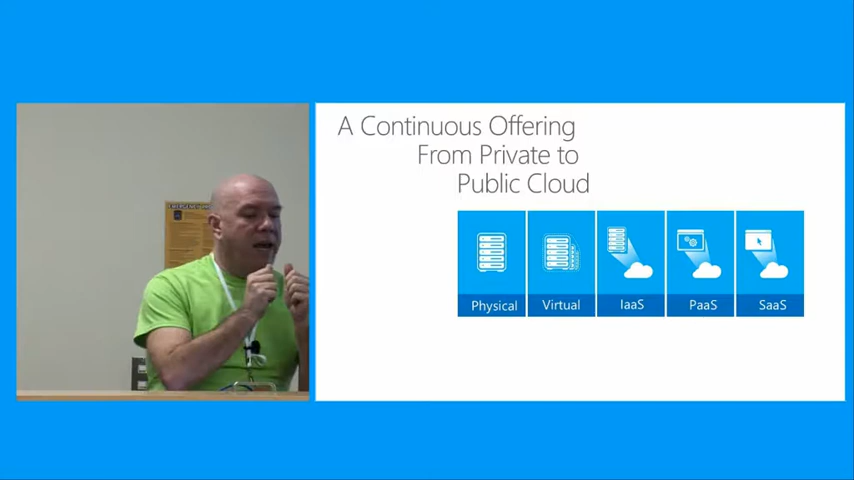 A Continuous Offering
From Private to
Public Cloud
Physical
Virtual
IaaS
PaaS
SaaS